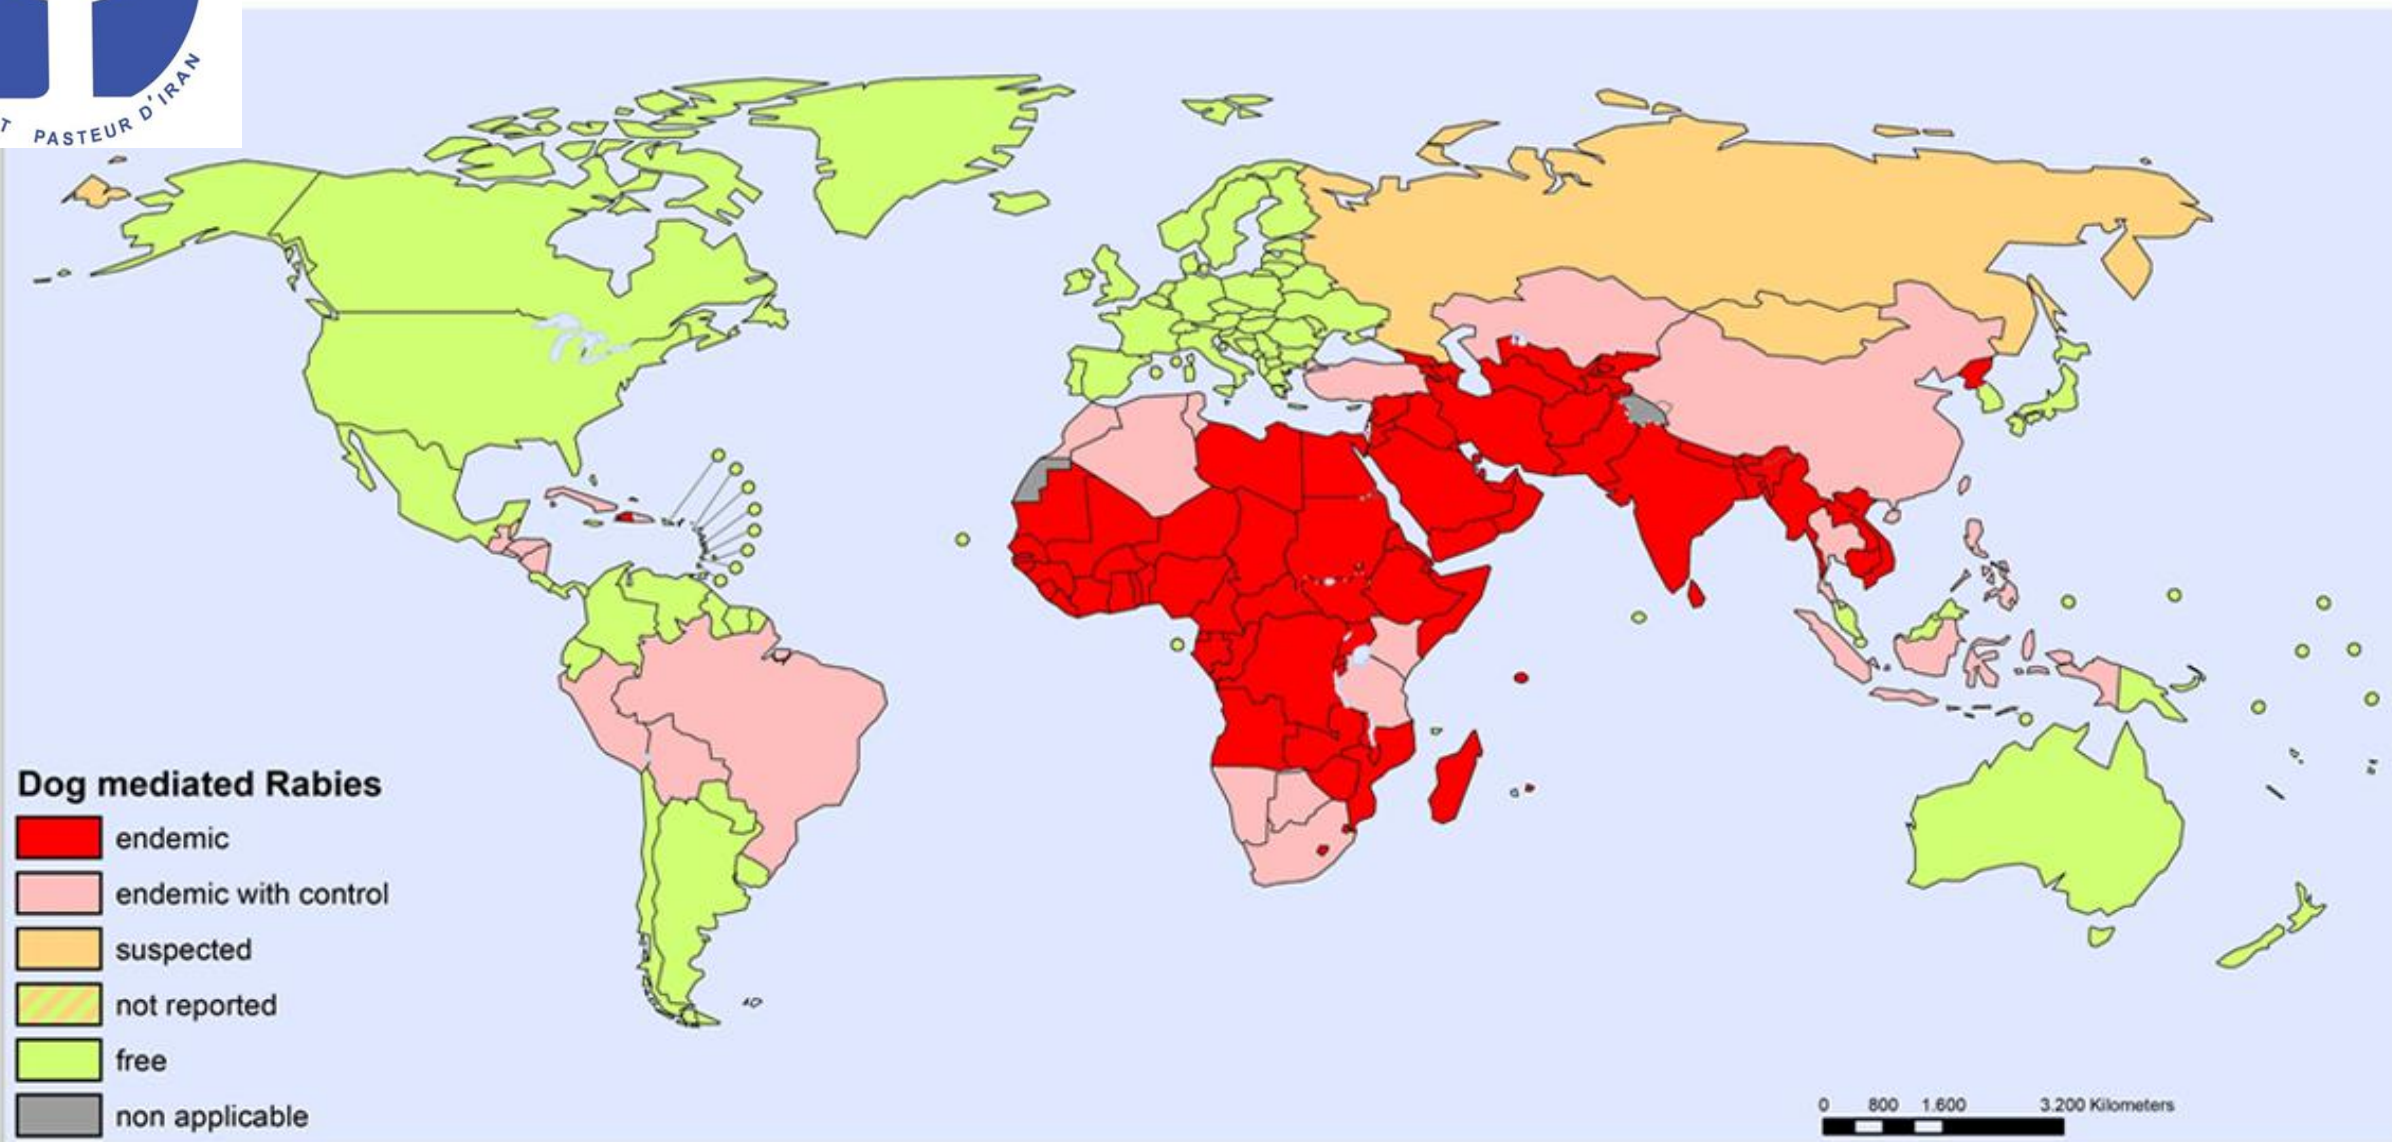 PASTEUR D'IRAN
Dog mediated Rabies
endemic
endemic with control
suspected
not reported
free
non applicable
0 800 1.600 3.200 Kilometers